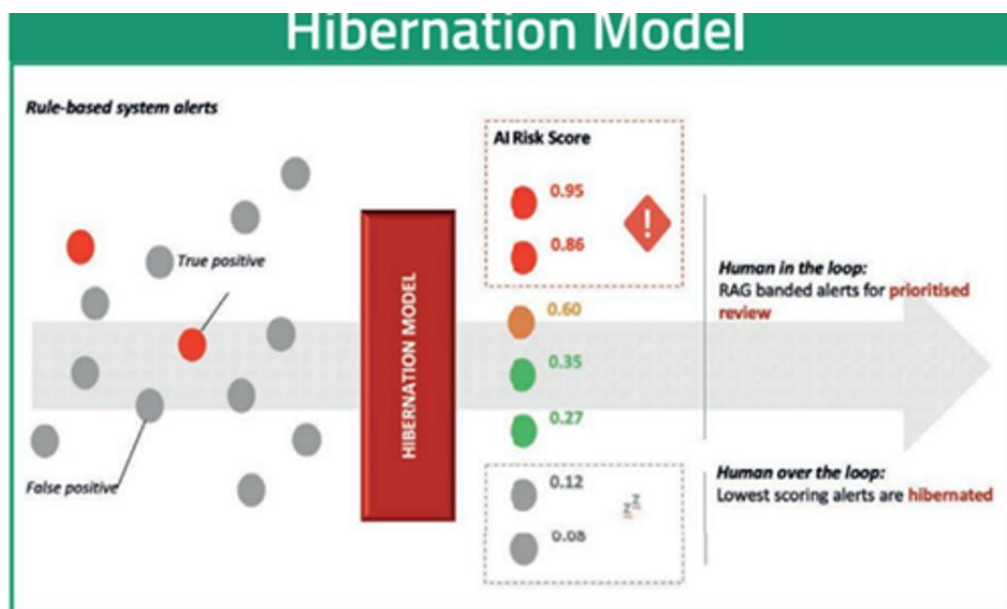 Hibernation Model
Rule-based system alerts
True positive
False positive
HIBERNATION MODEL
AI Risk Score
0.95
!
0.86
0.60
0.35
0.27
0.12
0.08
Human in the loop:
RAG banded alerts for prioritised
review
Human over the loop:
Lowest scoring alerts are hibernated